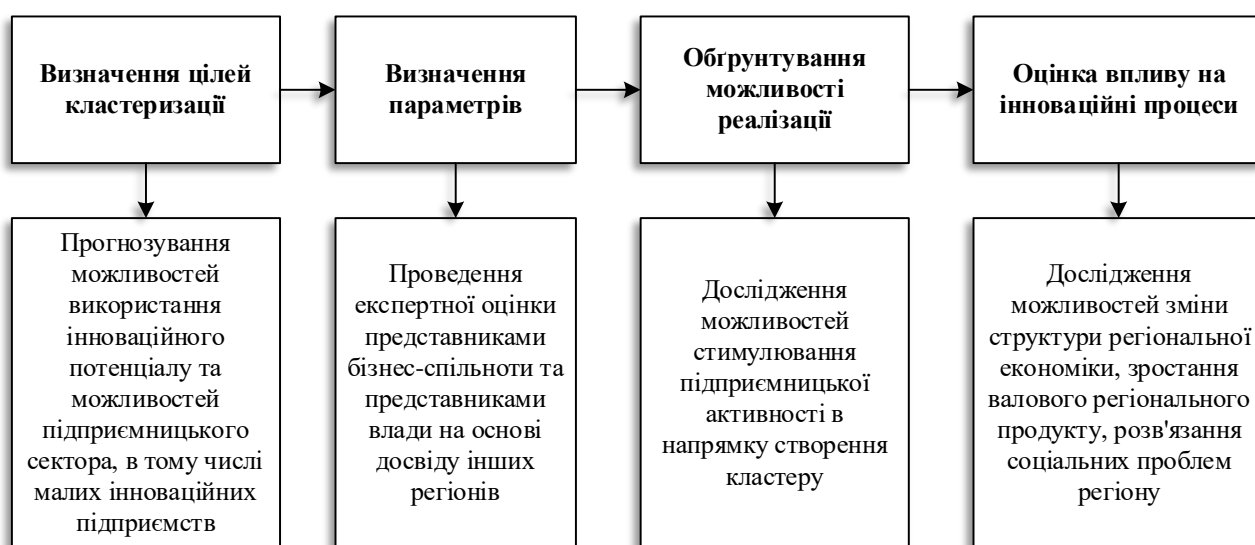 Визначення цілей
кластеризації
Визначення
параметрів
Обґрунтування
можливості
реалізації
Оцінка впливу на
інноваційні процеси
Прогнозування
можливостей
використання
інноваційного
потенціалу та
можливостей
підприємницького
сектора, в тому числі
малих інноваційних
підприємств
Проведення
експертної оцінки
представниками
бізнес-спільноти та
представниками
влади на основі
досвіду інших
регіонів
Дослідження
можливостей
стимулювання
підприємницької
активності в
напрямку створення
кластеру
Дослідження
можливостей зміни
структури регіональної
економіки, зростання
валового регіонального
продукту, розв'язання
соціальних проблем
регіону